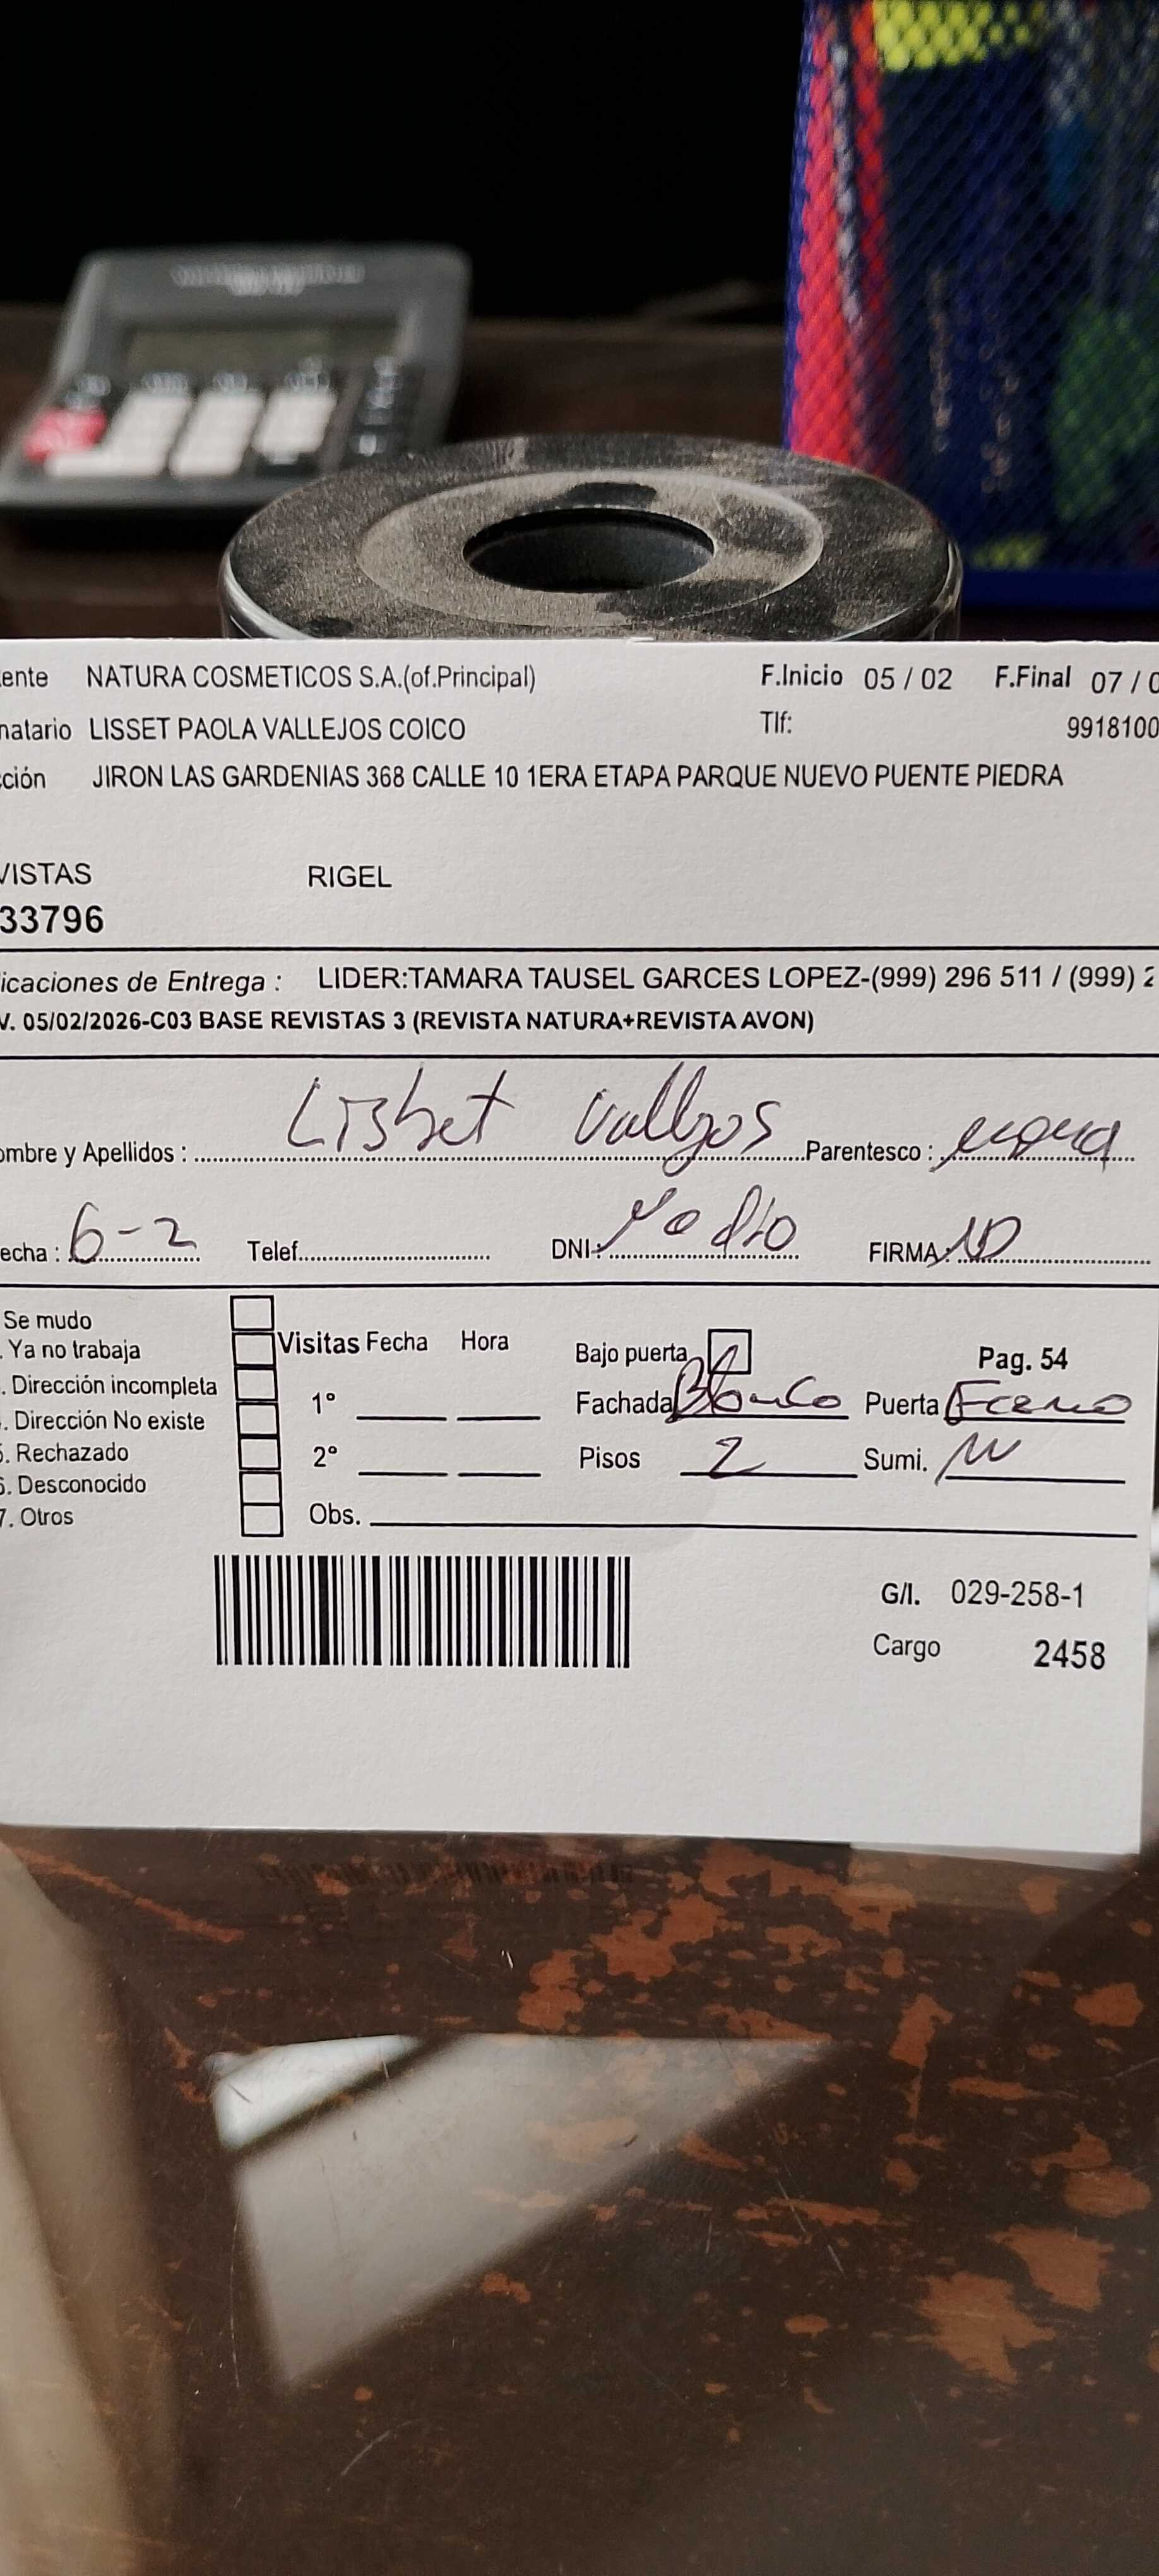 ente NATURA COSMETICOS S.A.(of.Principal) F.Inicio 05 / 02 F.Final 07 / 0
natario LISSET PAOLA VALLEJOS COICO Tlf: 9918100
cción JIRON LAS GARDENIAS 368 CALLE 10 1ERA ETAPA PARQUE NUEVO PUENTE PIEDRA
VISTAS RIGEL
33796
icaciones de Entrega : LIDER:TAMARA TAUSEL GARCES LOPEZ-(999) 296 511 / (999) 2
V. 05/02/2026-C03 BASE REVISTAS 3 (REVISTA NATURA+REVISTA AVON)
ombre y Apellidos : Lisbet Vallejos Parentesco :
echa : 6-2 Telef. DNI: FIRMA:
Se mudo
. Ya no trabaja Visitas Fecha Hora Bajo puerta Pag. 54
. Dirección incompleta 1° Fachada Blanco Puerta
. Dirección No existe
5. Rechazado 2° Pisos 2 Sumi.
6. Desconocido
7. Otros Obs.
G/I. 029-258-1
Cargo 2458